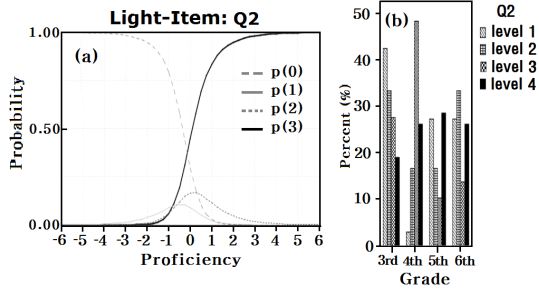 Light-Item: Q2
(a)
1.00
0.50
0.00
Probability
p(0)
p(1)
p(2)
p(3)
-6 -5 -4 -3 -2 -1 0 1 2 3 4 5 6
Proficiency
(b)
50
40
30
20
10
0
Percent (%)
3rd 4th 5th 6th
Grade
Q2
level 1
level 2
level 3
level 4